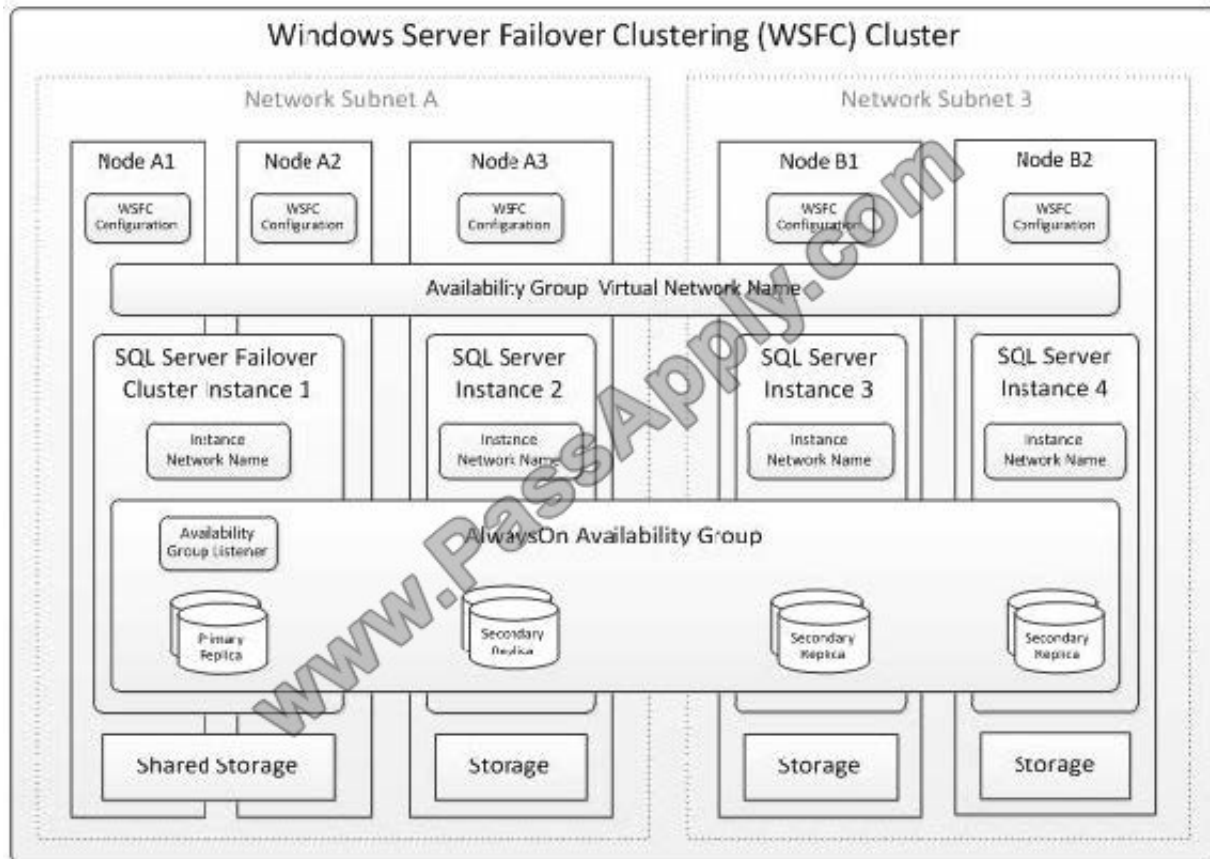 Windows Server Failover Clustering (WSFC) Cluster
Network Subnet A
Network Subnet 3
Node A1
Node A2
Node A3
Node B1
Node B2
WSFC
Configuration
WSFC
Configuration
WSFC
Configuration
WSFC
Configuration
WSFC
Configuration
Availability Group Virtual Network Name
SQL Server Failover
Cluster Instance 1
SQL Server
Instance 2
SQL Server
Instance 3
SQL Server
Instance 4
Instance
Network Name
Instance
Network Name
Instance
Network Name
Instance
Network Name
Availability
Group Listener
AlwaysOn Availability Group
Primary
Replica
Secondary
Replica
Secondary
Replica
Secondary
Replica
Shared Storage
Storage
Storage
Storage
www.PassApply.com